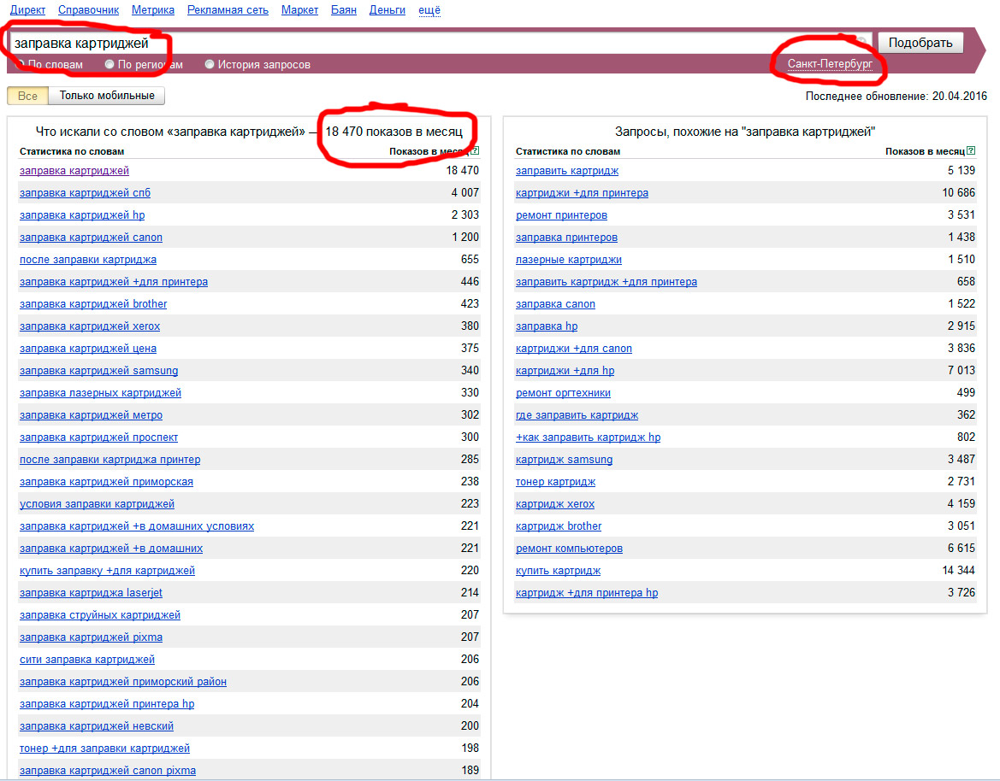 Директ Справочник Метрика Рекламная сеть Маркет Баян Деньги ещё
заправка картриджей Подобрать
По словам По регионам История запросов Санкт-Петербург
Все Только мобильные Последнее обновление: 20.04.2016
Что искали со словом «заправка картриджей» — 18 470 показов в месяц
Статистика по словам Показов в месяц ?
заправка картриджей 18 470
заправка картриджей спб 4 007
заправка картриджей hp 2 303
заправка картриджей canon 1 200
после заправки картриджа 655
заправка картриджей +для принтера 446
заправка картриджей brother 423
заправка картриджей xerox 380
заправка картриджей цена 375
заправка картриджей samsung 340
заправка лазерных картриджей 330
заправка картриджей метро 302
заправка картриджей проспект 300
после заправки картриджа принтер 285
заправка картриджей приморская 238
условия заправки картриджей 223
заправка картриджей +в домашних условиях 221
заправка картриджей +в домашних 221
купить заправку +для картриджей 220
заправка картриджа laserjet 214
заправка струйных картриджей 207
заправка картриджей pixma 207
сити заправка картриджей 206
заправка картриджей приморский район 206
заправка картриджей принтера hp 204
заправка картриджей невский 200
тонер +для заправки картриджей 198
заправка картриджей canon pixma 189
Запросы, похожие на "заправка картриджей"
Статистика по словам Показов в месяц ?
заправить картридж 5 139
картриджи +для принтера 10 686
ремонт принтеров 3 531
заправка принтеров 1 438
лазерные картриджи 1 510
заправить картридж +для принтера 658
заправка canon 1 522
заправка hp 2 915
картриджи +для canon 3 836
картриджи +для hp 7 013
ремонт оргтехники 499
где заправить картридж 362
+как заправить картридж hp 802
картридж samsung 3 487
тонер картридж 2 731
картридж xerox 4 159
картридж brother 3 051
ремонт компьютеров 6 615
купить картридж 14 344
картридж +для принтера hp 3 726